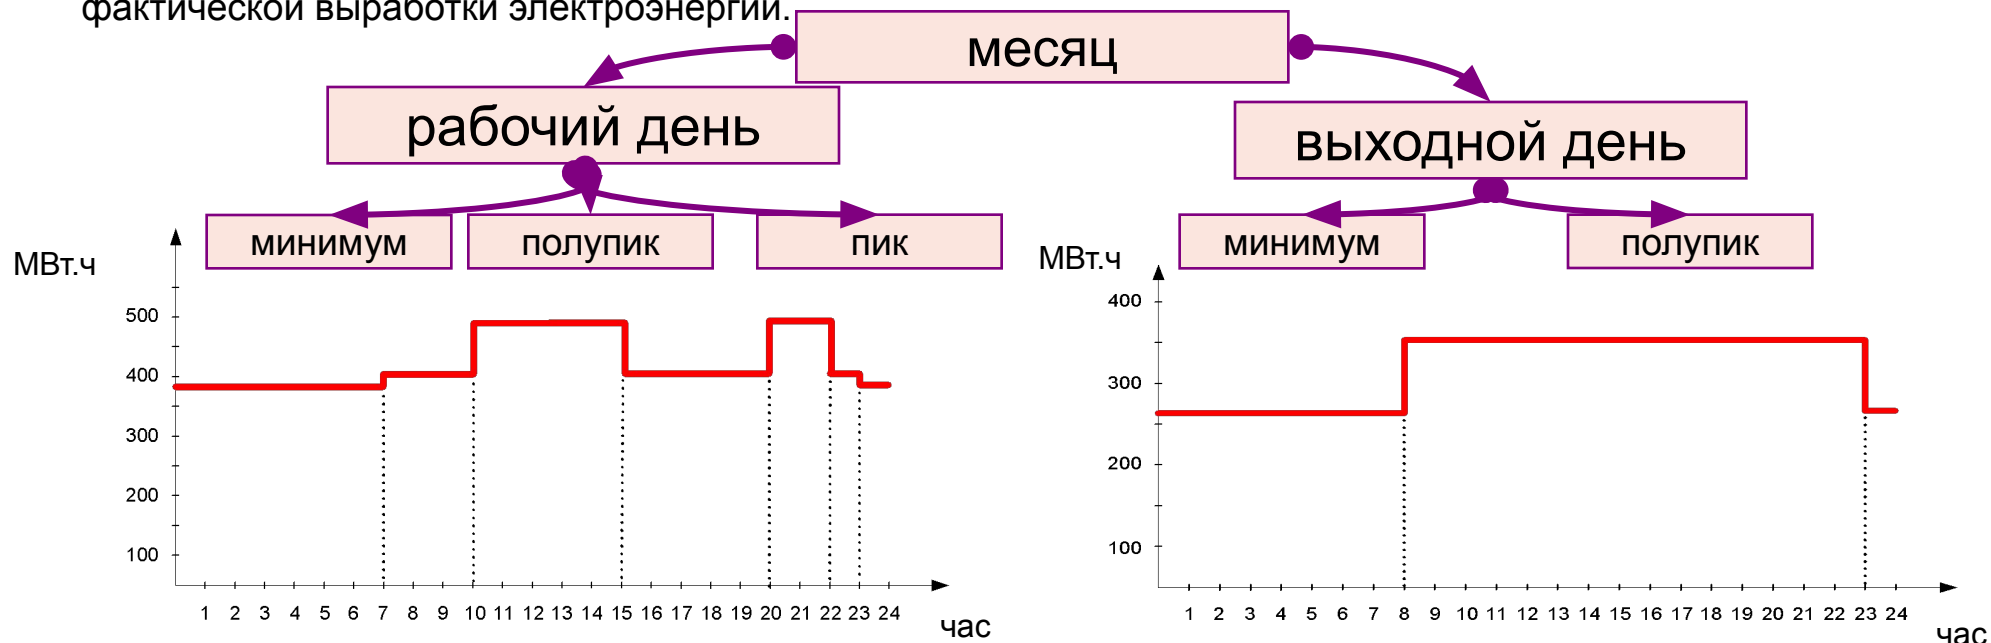 фактической выработки электроэнергии.
месяц
рабочий день
выходной день
минимум
полупик
пик
минимум
полупик
МВт.ч
500
400
300
200
100
1 2 3 4 5 6 7 8 9 10 11 12 13 14 15 16 17 18 19 20 21 22 23 24
час
МВт.ч
400
300
200
100
1 2 3 4 5 6 7 8 9 10 11 12 13 14 15 16 17 18 19 20 21 22 23 24
час